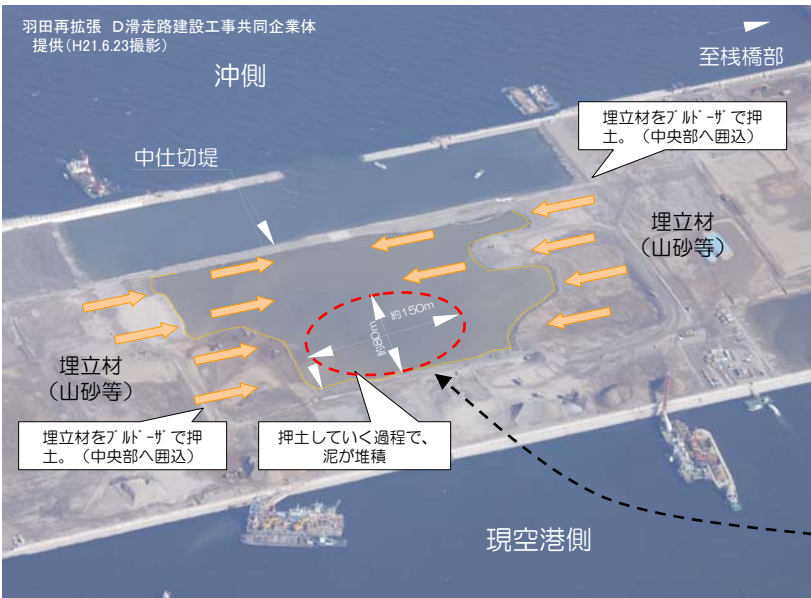 羽田再拡張 D滑走路建設工事共同企業体
提供(H21.6.23撮影)
至桟橋部
沖側
埋立材をブルドーザで押
土。(中央部へ囲込)
中仕切堤
埋立材
(山砂等)
約150m
約80m
埋立材
(山砂等)
埋立材をブルドーザで押
土。(中央部へ囲込)
押土していく過程で、
泥が堆積
現空港側